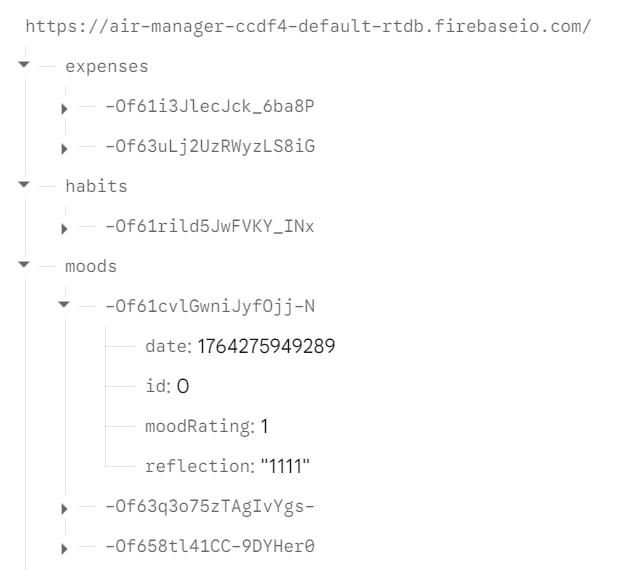 https://air-manager-ccdf4-default-rtdb.firebaseio.com/
expenses
-Of61i3JlecJck_6ba8P
-Of63uLj2UzRWyzLS8iG
habits
-Of61rild5JwFVKY_INx
moods
-Of61cvlGwniJyfOjj-N
date: 1764275949289
id: 0
moodRating: 1
reflection: "1111"
-Of63q3o75zTAgIvYgs-
-Of658tl41CC-9DYHer0